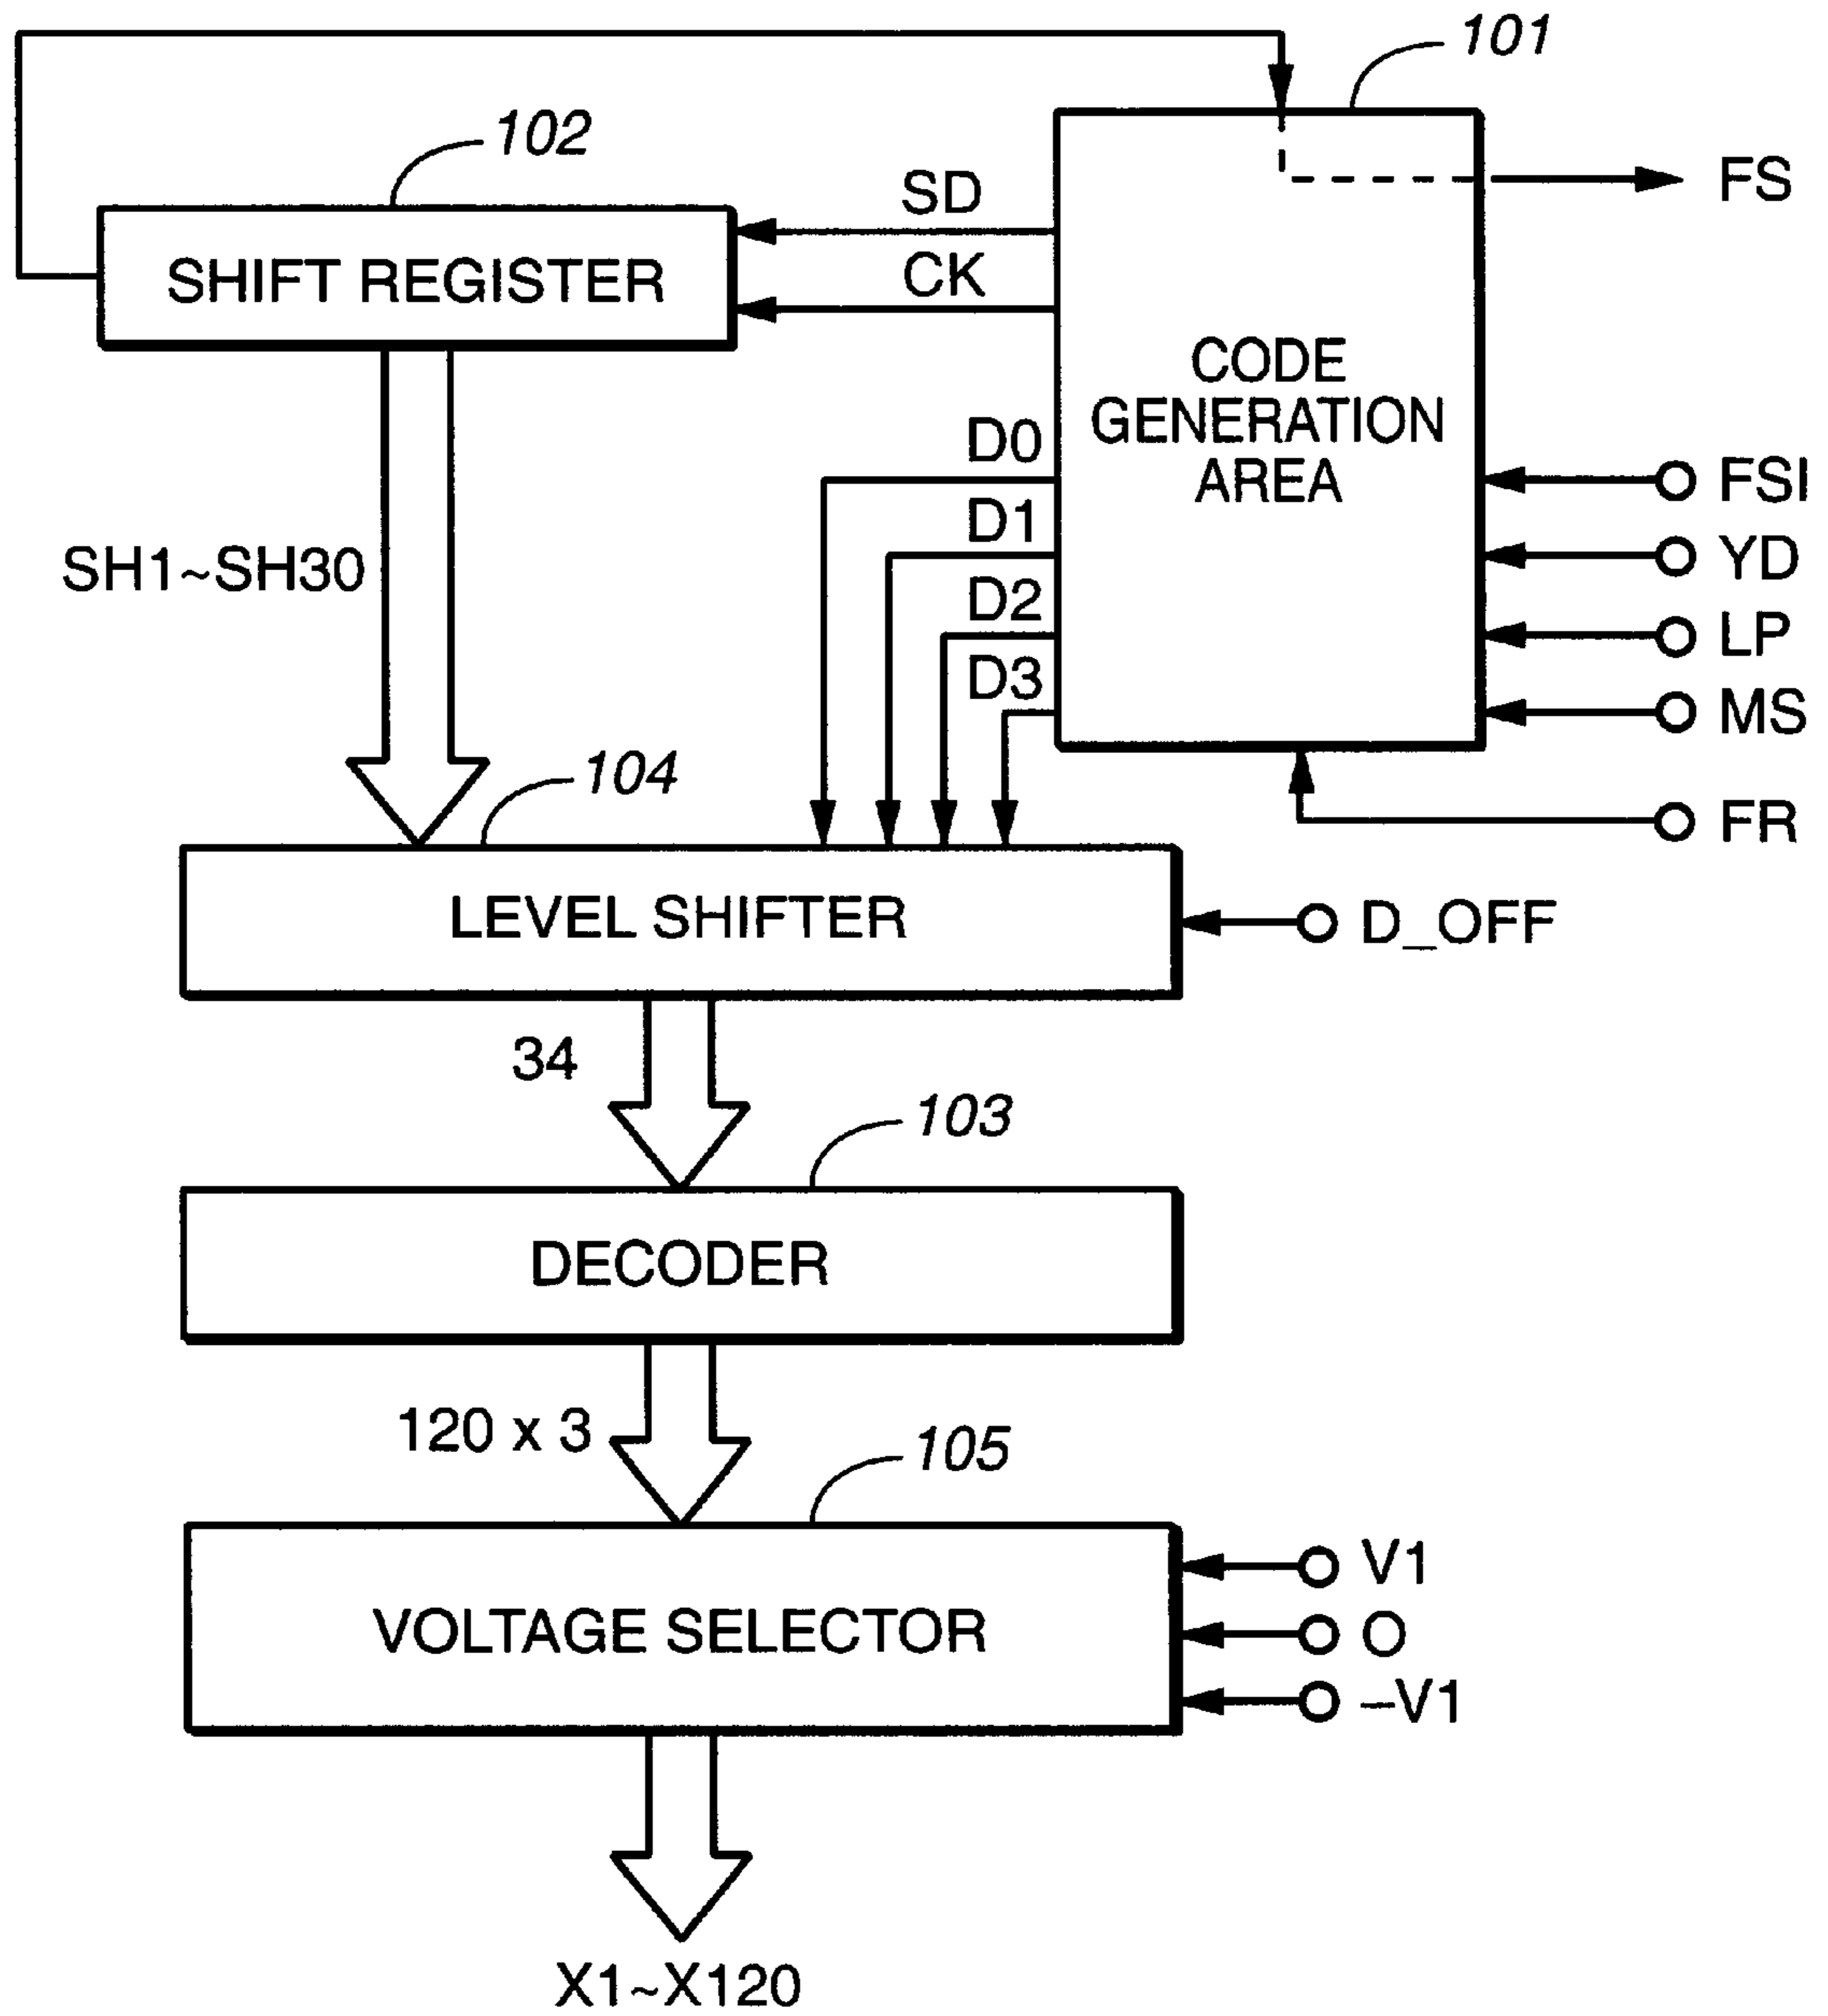 101
102
FS
SD
SHIFT REGISTER
CK
CODE
GENERATION
AREA
D0
FSI
D1
SH1~SH30
YD
D2
LP
D3
MS
104
FR
LEVEL SHIFTER
D_OFF
34
103
DECODER
120 x 3
105
V1
VOLTAGE SELECTOR
O
–V1
X1~X120